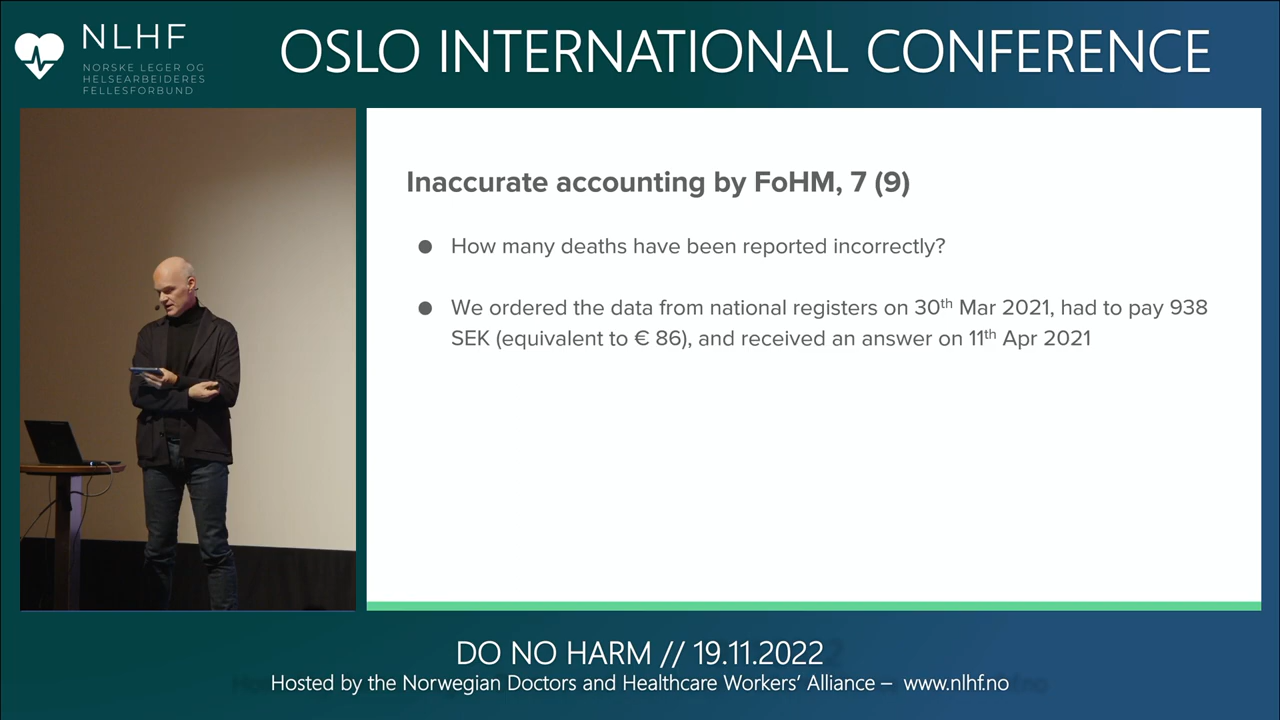 NLHF
NORSKE LEGER OG
HELSEARBEIDERES
FELLESFORBUND
OSLO INTERNATIONAL CONFERENCE
Inaccurate accounting by FoHM, 7 (9)
● How many deaths have been reported incorrectly?
● We ordered the data from national registers on 30th Mar 2021, had to pay 938
SEK (equivalent to € 86), and received an answer on 11th Apr 2021
DO NO HARM // 19.11.2022
Hosted by the Norwegian Doctors and Healthcare Workers' Alliance – www.nlhf.no